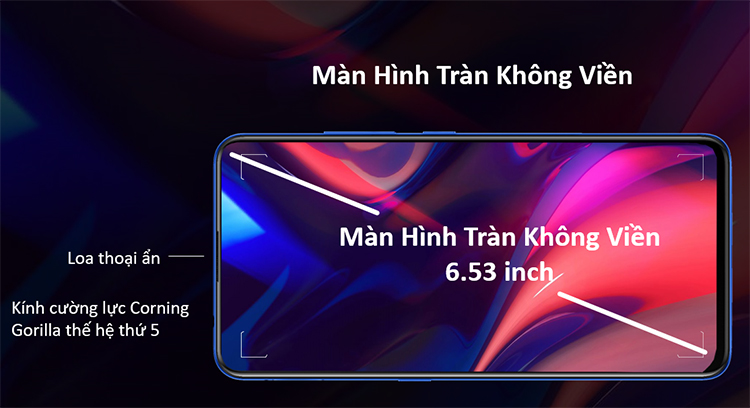 Màn Hình Tràn Không Viền
Màn Hình Tràn Không Viền
6.53 inch
Loa thoại ẩn
Kính cường lực Corning
Gorilla thế hệ thứ 5